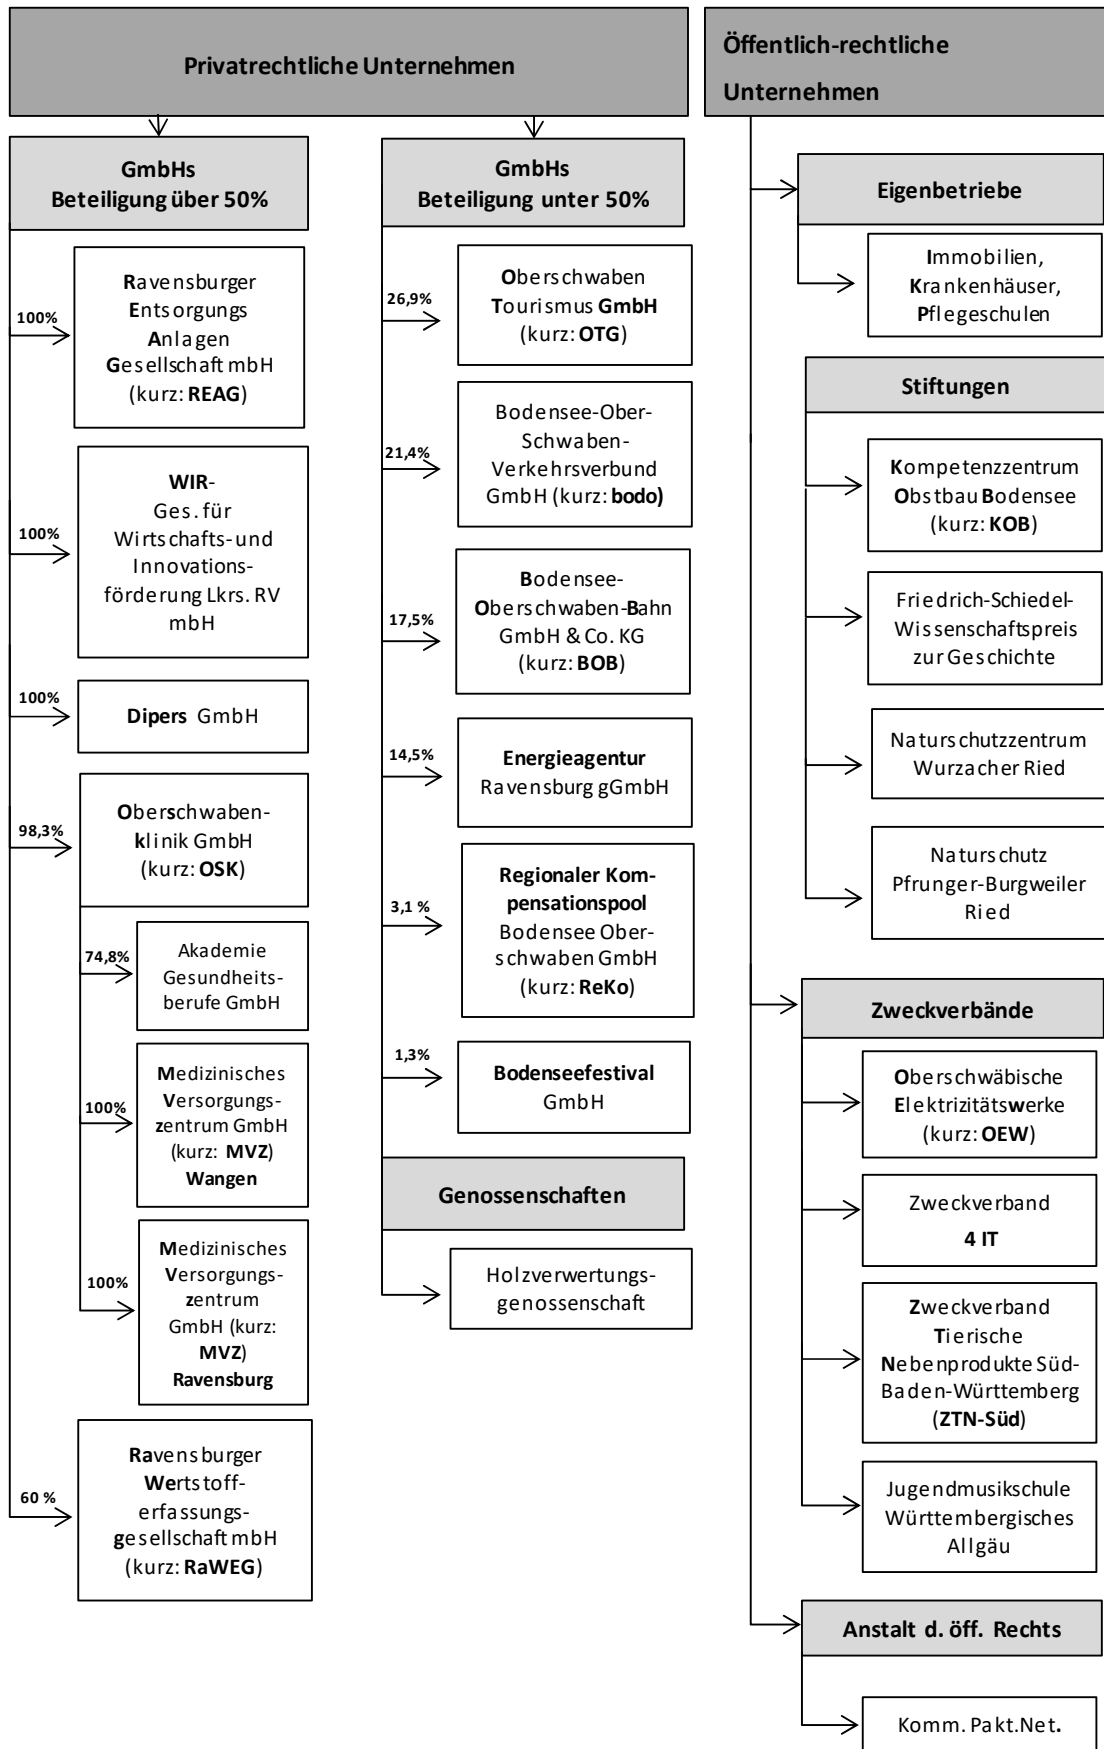 Privatrechtliche Unternehmen
GmbHs
Beteiligung über 50%
100%
Ravensburger
Entsorgungs
Anlagen
Gesellschaft mbH
(kurz: REAG)
100%
WIR-
Ges. für
Wirtschafts- und
Innovations-
förderung Lkrs. RV
mbH
100%
Dipers GmbH
98,3%
Oberschwaben-
klinik GmbH
(kurz: OSK)
74,8%
Akademie
Gesundheits-
berufe GmbH
100%
Medizinisches
Versorgungs-
zentrum GmbH
(kurz: MVZ)
Wangen
100%
Medizinisches
Versorgungs-
zentrum
GmbH (kurz:
MVZ)
Ravensburg
60 %
Ravensburger
Wertstoff-
erfassungs-
gesellschaft mbH
(kurz: RaWEG)
GmbHs
Beteiligung unter 50%
26,9%
Oberschwaben
Tourismus GmbH
(kurz: OTG)
21,4%
Bodensee-Ober-
Schwaben-
Verkehrsverbund
GmbH (kurz: bodo)
17,5%
Bodensee-
Oberschwaben-Bahn
GmbH & Co. KG
(kurz: BOB)
14,5%
Energieagentur
Ravensburg gGmbH
3,1 %
Regionaler Kom-
pensationspool
Bodensee Ober-
schwaben GmbH
(kurz: ReKo)
1,3%
Bodenseefestival
GmbH
Genossenschaften
Holzverwertungs-
genossenschaft
Öffentlich-rechtliche
Unternehmen
Eigenbetriebe
Immobilien,
Krankenhäuser,
Pflegeschulen
Stiftungen
Kompetenzzentrum
Obstbau Bodensee
(kurz: KOB)
Friedrich-Schiedel-
Wissenschaftspreis
zur Geschichte
Naturschutzzentrum
Wurzacher Ried
Naturschutz
Pfrunger-Burgweiler
Ried
Zweckverbände
Oberschwäbische
Elektrizitätswerke
(kurz: OEW)
Zweckverband
4 IT
Zweckverband
Tierische
Nebenprodukte Süd-
Baden-Württemberg
(ZTN-Süd)
Jugendmusikschule
Württembergisches
Allgäu
Anstalt d. öff. Rechts
Komm. Pakt.Net.